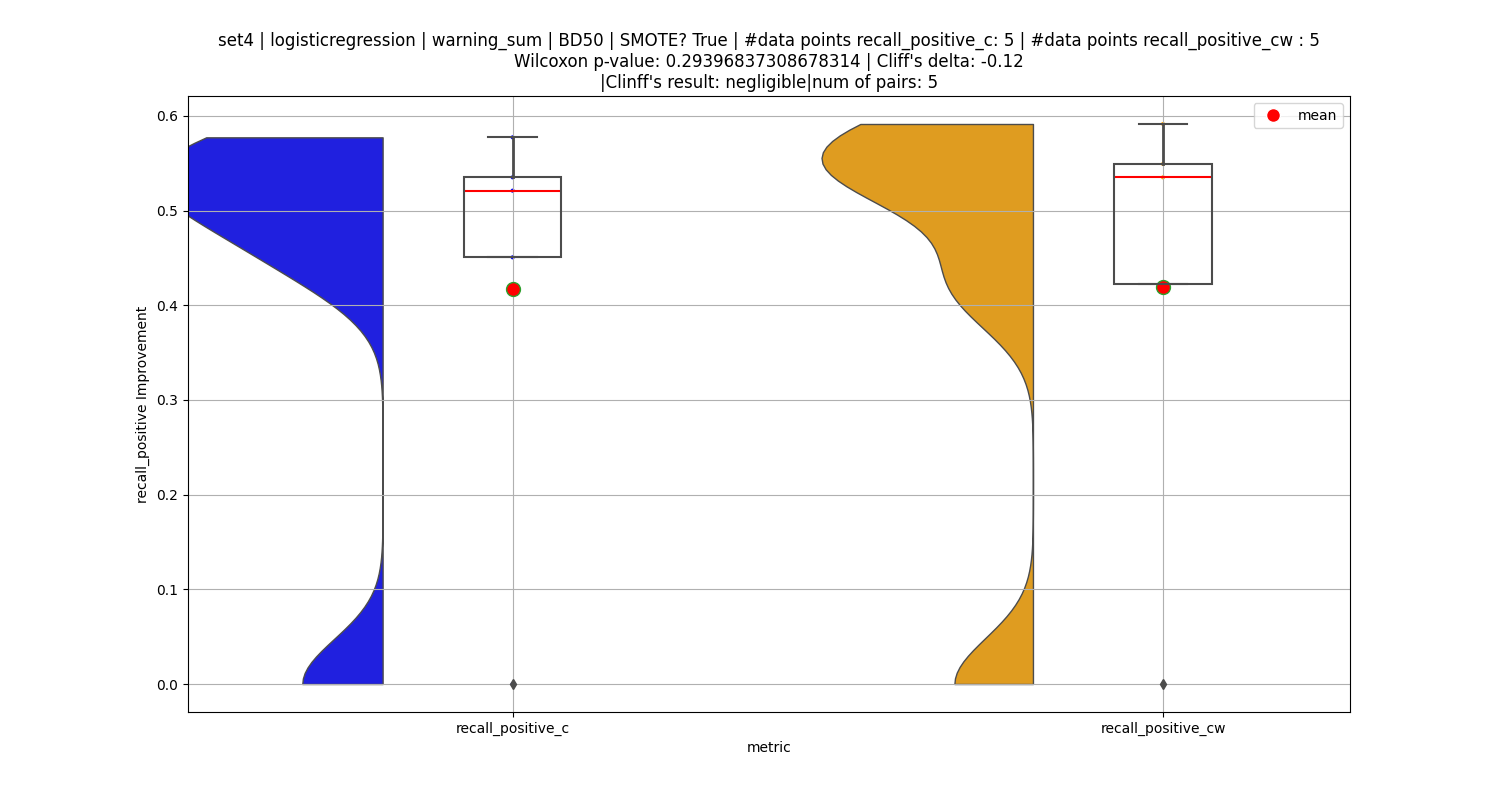 set4 | logisticregression | warning_sum | BD50 | SMOTE? True | #data points recall_positive_c: 5 | #data points recall_positive_cw : 5
Wilcoxon p-value: 0.29396837308678314 | Cliff's delta: -0.12
|Clinff's result: negligible|num of pairs: 5
mean
recall_positive Improvement
0.6
0.5
0.4
0.3
0.2
0.1
0.0
recall_positive_c
recall_positive_cw
metric